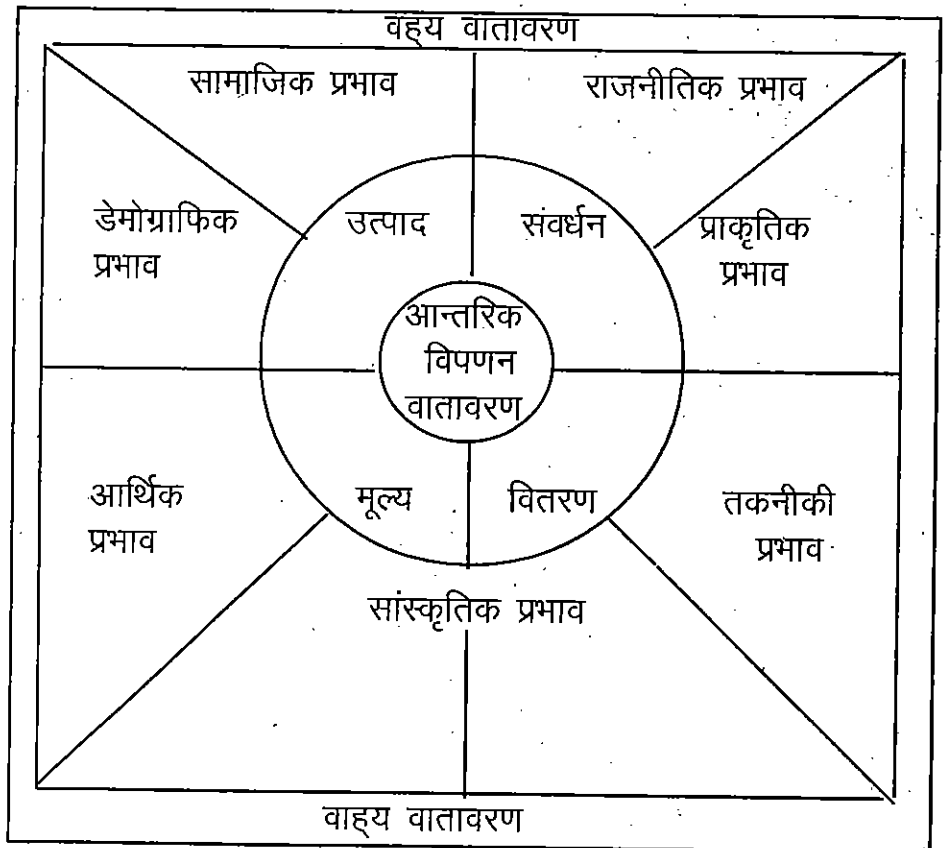 वह्य वातावरण
सामाजिक प्रभाव
राजनीतिक प्रभाव
डेमोग्राफिक
प्रभाव
उत्पाद
संवर्धन
प्राकृतिक
प्रभाव
आन्तरिक
विपणन
वातावरण
आर्थिक
प्रभाव
मूल्य
वितरण
तकनीकी
प्रभाव
सांस्कृतिक प्रभाव
वाह्य वातावरण